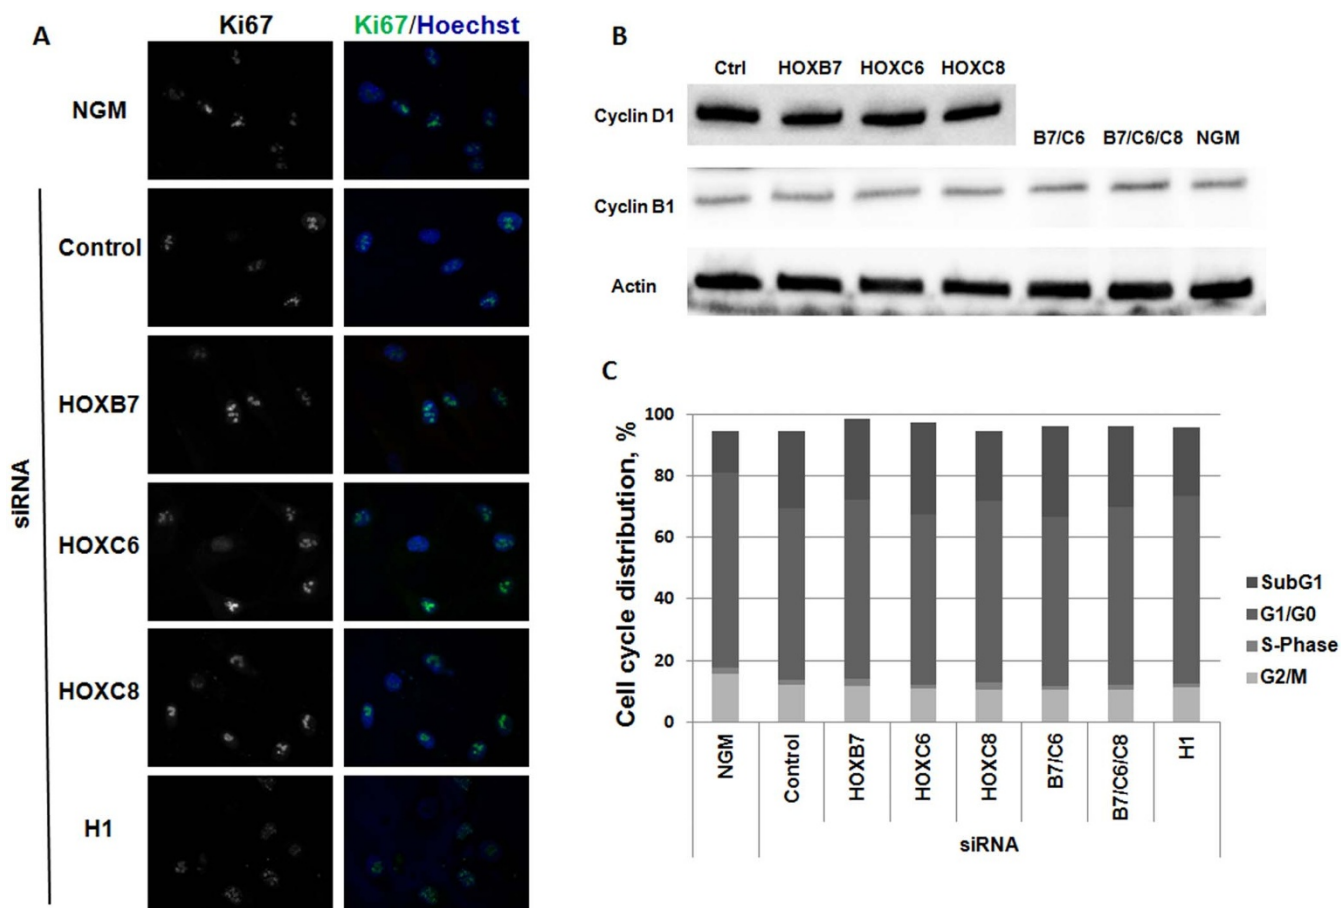 A
Ki67
Ki67/Hoechst
NGM
Control
HOXB7
HOXC6
HOXC8
H1
siRNA
B
Ctrl HOXB7 HOXC6 HOXC8
Cyclin D1
B7/C6 B7/C6/C8 NGM
Cyclin B1
Actin
C
Cell cycle distribution, %
100
80
60
40
20
0
NGM
Control
HOXB7
HOXC6
HOXC8
B7/C6
B7/C6/C8
H1
siRNA
SubG1
G1/G0
S-Phase
G2/M